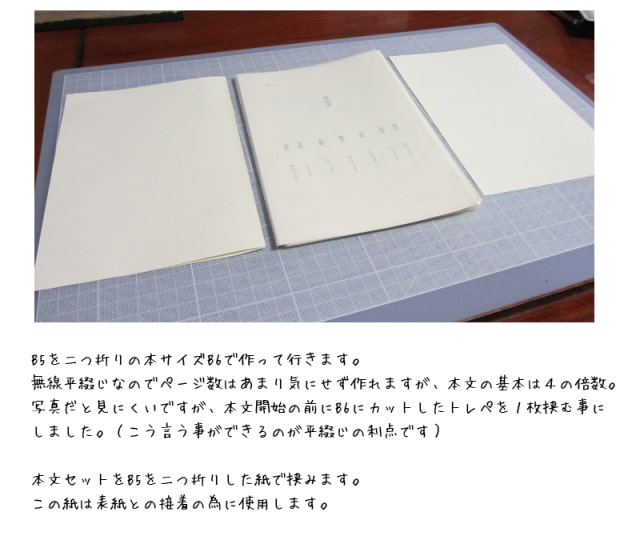 B5を二つ折りの本サイズB6で作って行きます。
無線平綴じなのでページ数はあまり気にせず作れますが、本文の基本は4の倍数。
写真だと見にくいですが、本文開始の前にB6にカットしたトレペを1枚挟む事に
しました。(こう言う事ができるのが平綴じの利点です)
本文セットをB5を二つ折りした紙で挟みます。
この紙は表紙との接着の為に使用します。